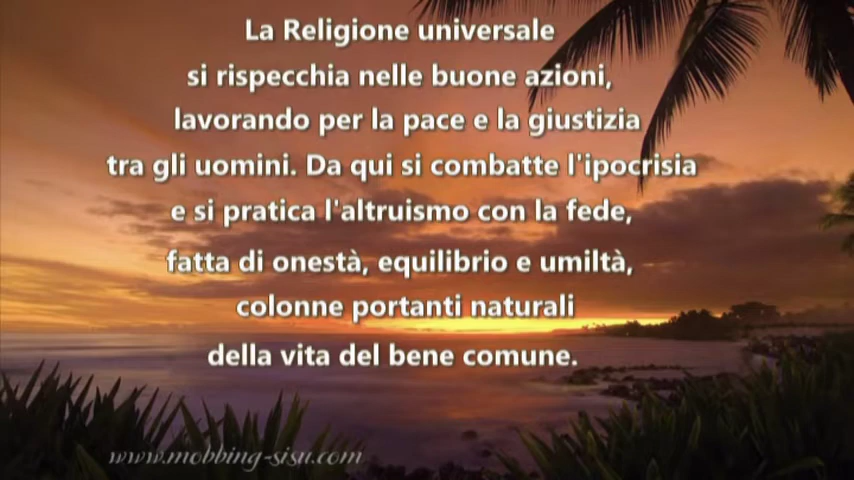 La Religione universale
si rispecchia nelle buone azioni,
lavorando per la pace e la giustizia
tra gli uomini. Da qui si combatte l'ipocrisia
e si pratica l'altruismo con la fede,
fatta di onestà, equilibrio e umiltà,
colonne portanti naturali
della vita del bene comune.
www.mobbing-sisu.com